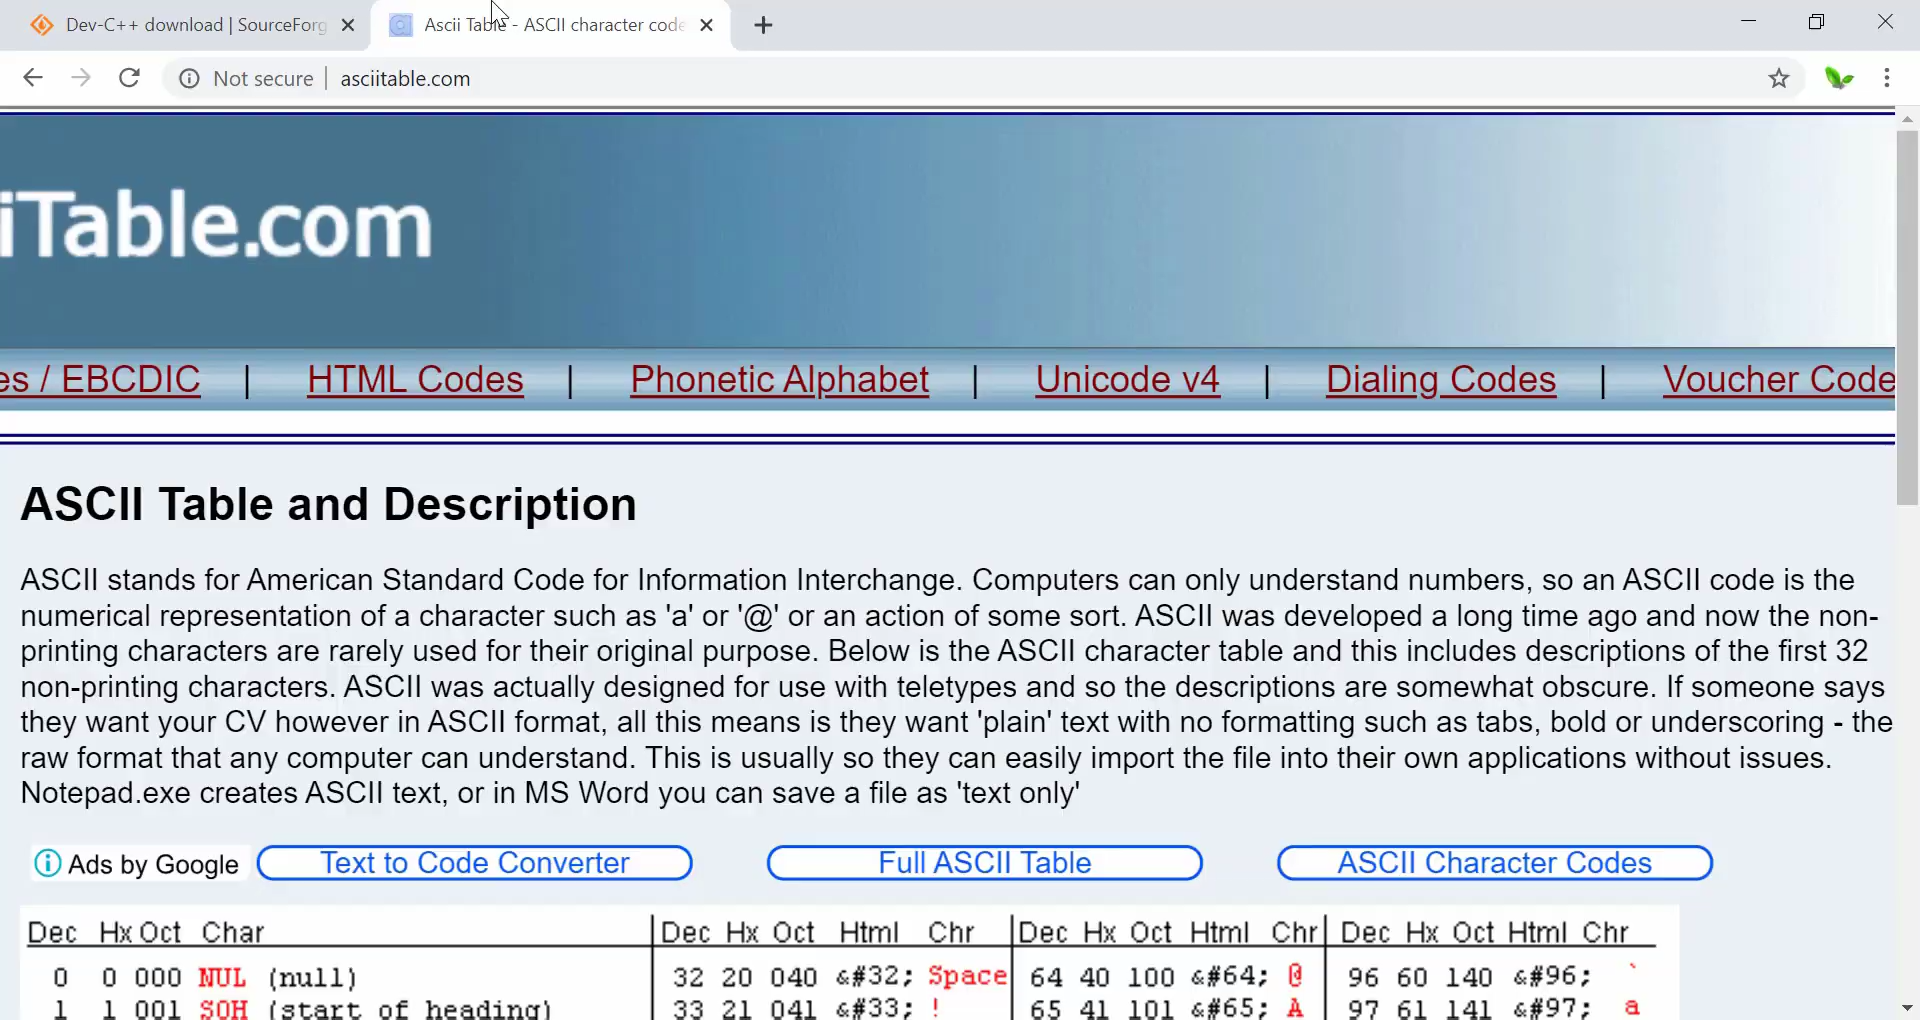 Dev-C++ download | SourceForg
Ascii Table - ASCII character code
Not secure | asciitable.com
iTable.com
es / EBCDIC | HTML Codes | Phonetic Alphabet | Unicode v4 | Dialing Codes | Voucher Code
ASCII Table and Description
ASCII stands for American Standard Code for Information Interchange. Computers can only understand numbers, so an ASCII code is the
numerical representation of a character such as 'a' or '@' or an action of some sort. ASCII was developed a long time ago and now the non-
printing characters are rarely used for their original purpose. Below is the ASCII character table and this includes descriptions of the first 32
non-printing characters. ASCII was actually designed for use with teletypes and so the descriptions are somewhat obscure. If someone says
they want your CV however in ASCII format, all this means is they want 'plain' text with no formatting such as tabs, bold or underscoring - the
raw format that any computer can understand. This is usually so they can easily import the file into their own applications without issues.
Notepad.exe creates ASCII text, or in MS Word you can save a file as 'text only'
Ads by Google Text to Code Converter Full ASCII Table ASCII Character Codes
Dec Hx Oct Char Dec Hx Oct Html Chr Dec Hx Oct Html Chr Dec Hx Oct Html Chr
0 0 000 NUL (null) 32 20 040 &#32; Space 64 40 100 &#64; @ 96 60 140 &#96; `
1 1 001 SOH (start of heading) 33 21 041 &#33; ! 65 41 101 &#65; A 97 61 141 &#97; a